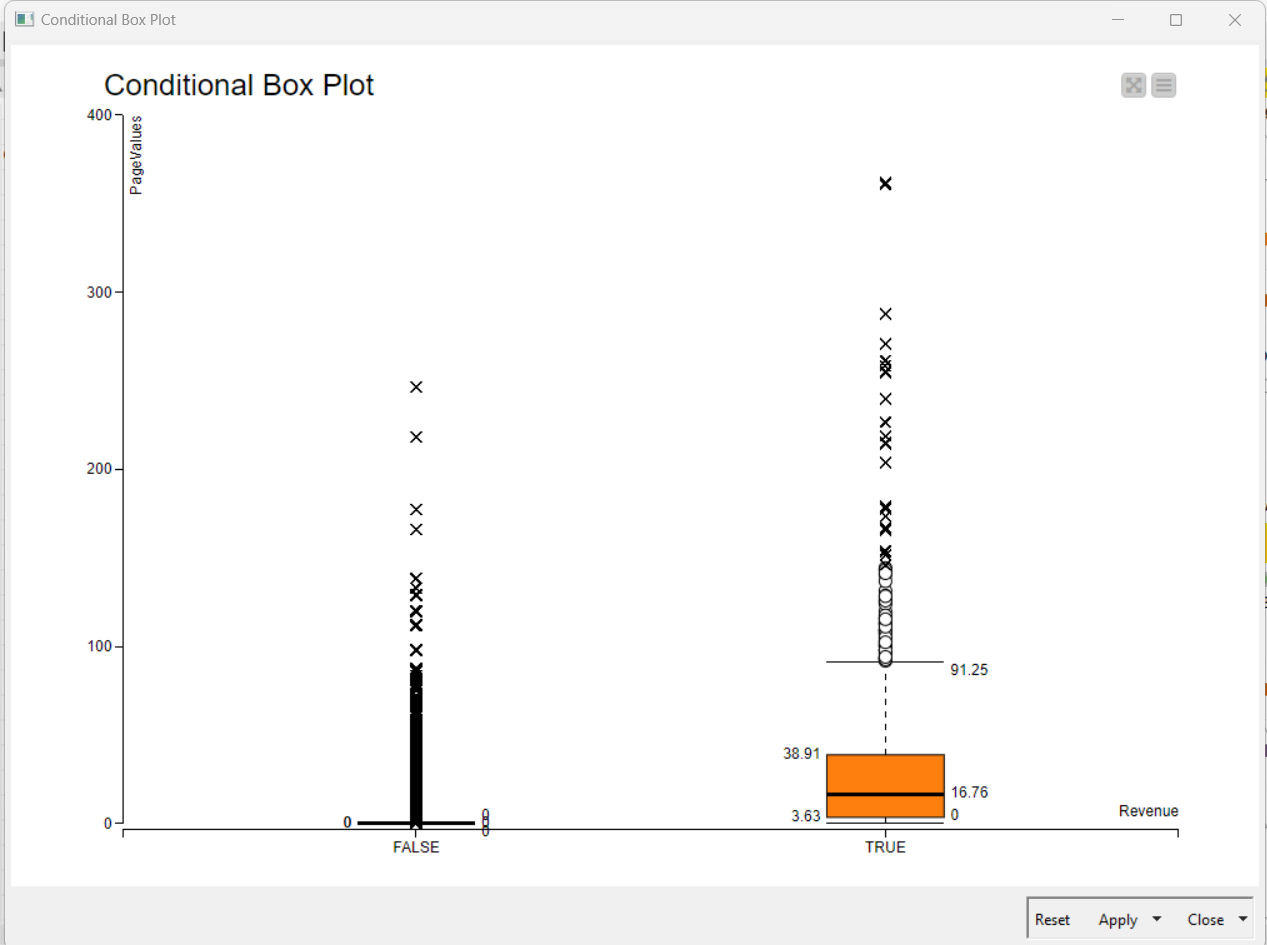 Conditional Box Plot
Conditional Box Plot
400
PageValues
300
200
100
91.25
38.91
16.76
Revenue
3.63
0
0
0
0
0
0
FALSE
TRUE
Reset
Apply
Close